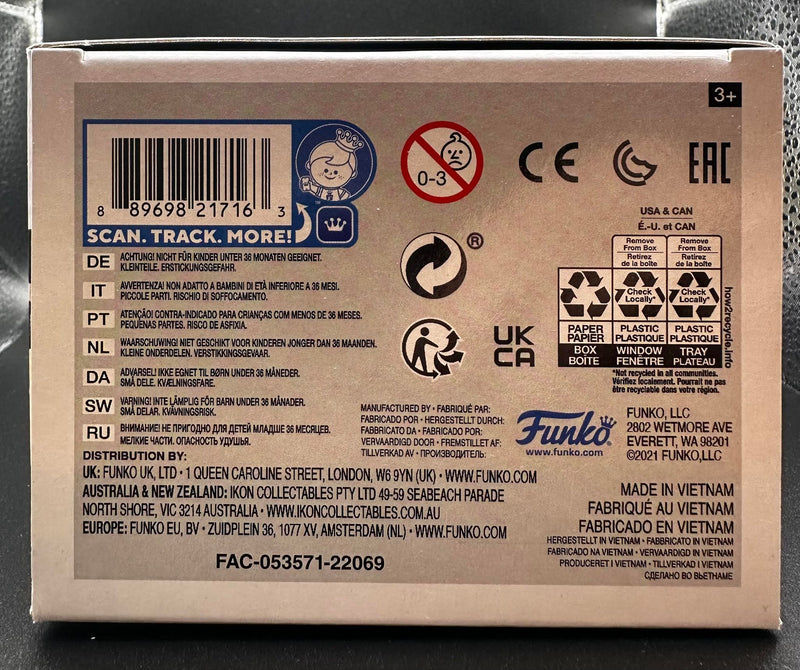 3+
8 89698 21716 3
SCAN. TRACK. MORE!
0-3
CE
EAC
USA & CAN
É.-U. et CAN
Remove From Box
Retirez de la boîte
Remove From Box
Retirez de la boîte
Check Locally*
Check Locally*
PAPER
PAPIER
PLASTIC
PLASTIQUE
PLASTIC
PLASTIQUE
BOX
BOÎTE
WINDOW
FENÊTRE
TRAY
PLATEAU
how2recycle.info
*Not recycled in all communities.
Vérifiez localement. Pourrait ne pas
être recyclable dans votre région.
®
UK
CA
DE ACHTUNG! NICHT FÜR KINDER UNTER 36 MONATEN GEEIGNET.
KLEINTEILE. ERSTICKUNGSGEFAHR.
IT AVVERTENZA! NON ADATTO A BAMBINI DI ETÀ INFERIORE A 36 MESI.
PICCOLE PARTI. RISCHIO DI SOFFOCAMENTO.
PT ATENÇÃO! CONTRA-INDICADO PARA CRIANÇAS COM MENOS DE 36 MESES.
PEQUENAS PARTES. RISCO DE ASFIXIA.
NL WAARSCHUWING! NIET GESCHIKT VOOR KINDEREN JONGER DAN 36 MAANDEN.
KLEINE ONDERDELEN. VERSTIKKINGSGEVAAR.
DA ADVARSEL! IKKE EGNET TIL BØRN UNDER 36 MÅNEDER.
SMÅ DELE. KVÆLNINGSFARE.
SW VARNING! INTE LÄMPLIG FÖR BARN UNDER 36 MÅNADER.
SMÅ DELAR. KVÄVNINGSRISK.
RU ВНИМАНИЕ! НЕ ПРИГОДНО ДЛЯ ДЕТЕЙ МЛАДШЕ 36 МЕСЯЦЕВ.
МЕЛКИЕ ЧАСТИ. ОПАСНОСТЬ УДУШЬЯ.
MANUFACTURED BY • FABRIQUÉ PAR:
FABRICADO POR • HERGESTELLT DURCH:
FABBRICATO DA • FABRICADO POR:
VERVAARDIGD DOOR • FREMSTILLET AF:
TILLVERKAD AV • ПРОИЗВОДИТЕЛЬ:
Funko
www.funko.com
FUNKO, LLC
2802 WETMORE AVE
EVERETT, WA 98201
©2021 FUNKO,LLC
DISTRIBUTION BY:
UK: FUNKO UK, LTD • 1 QUEEN CAROLINE STREET, LONDON, W6 9YN (UK) • WWW.FUNKO.COM
AUSTRALIA & NEW ZEALAND: IKON COLLECTABLES PTY LTD 49-59 SEABEACH PARADE
NORTH SHORE, VIC 3214 AUSTRALIA • WWW.IKONCOLLECTABLES.COM.AU
EUROPE: FUNKO EU, BV • ZUIDPLEIN 36, 1077 XV, AMSTERDAM (NL) • WWW.FUNKO.COM
FAC-053571-22069
MADE IN VIETNAM
FABRIQUÉ AU VIETNAM
FABRICADO EN VIETNAM
HERGESTELLT IN VIETNAM • FABBRICATO IN VIETNAM
FABRICADO NA VIETNAM • VERVAARDIGD IN VIETNAM
PRODUCERET I VIETNAM • TILLVERKAD I VIETNAM
СДЕЛАНО ВО ВЬЕТНАМЕ